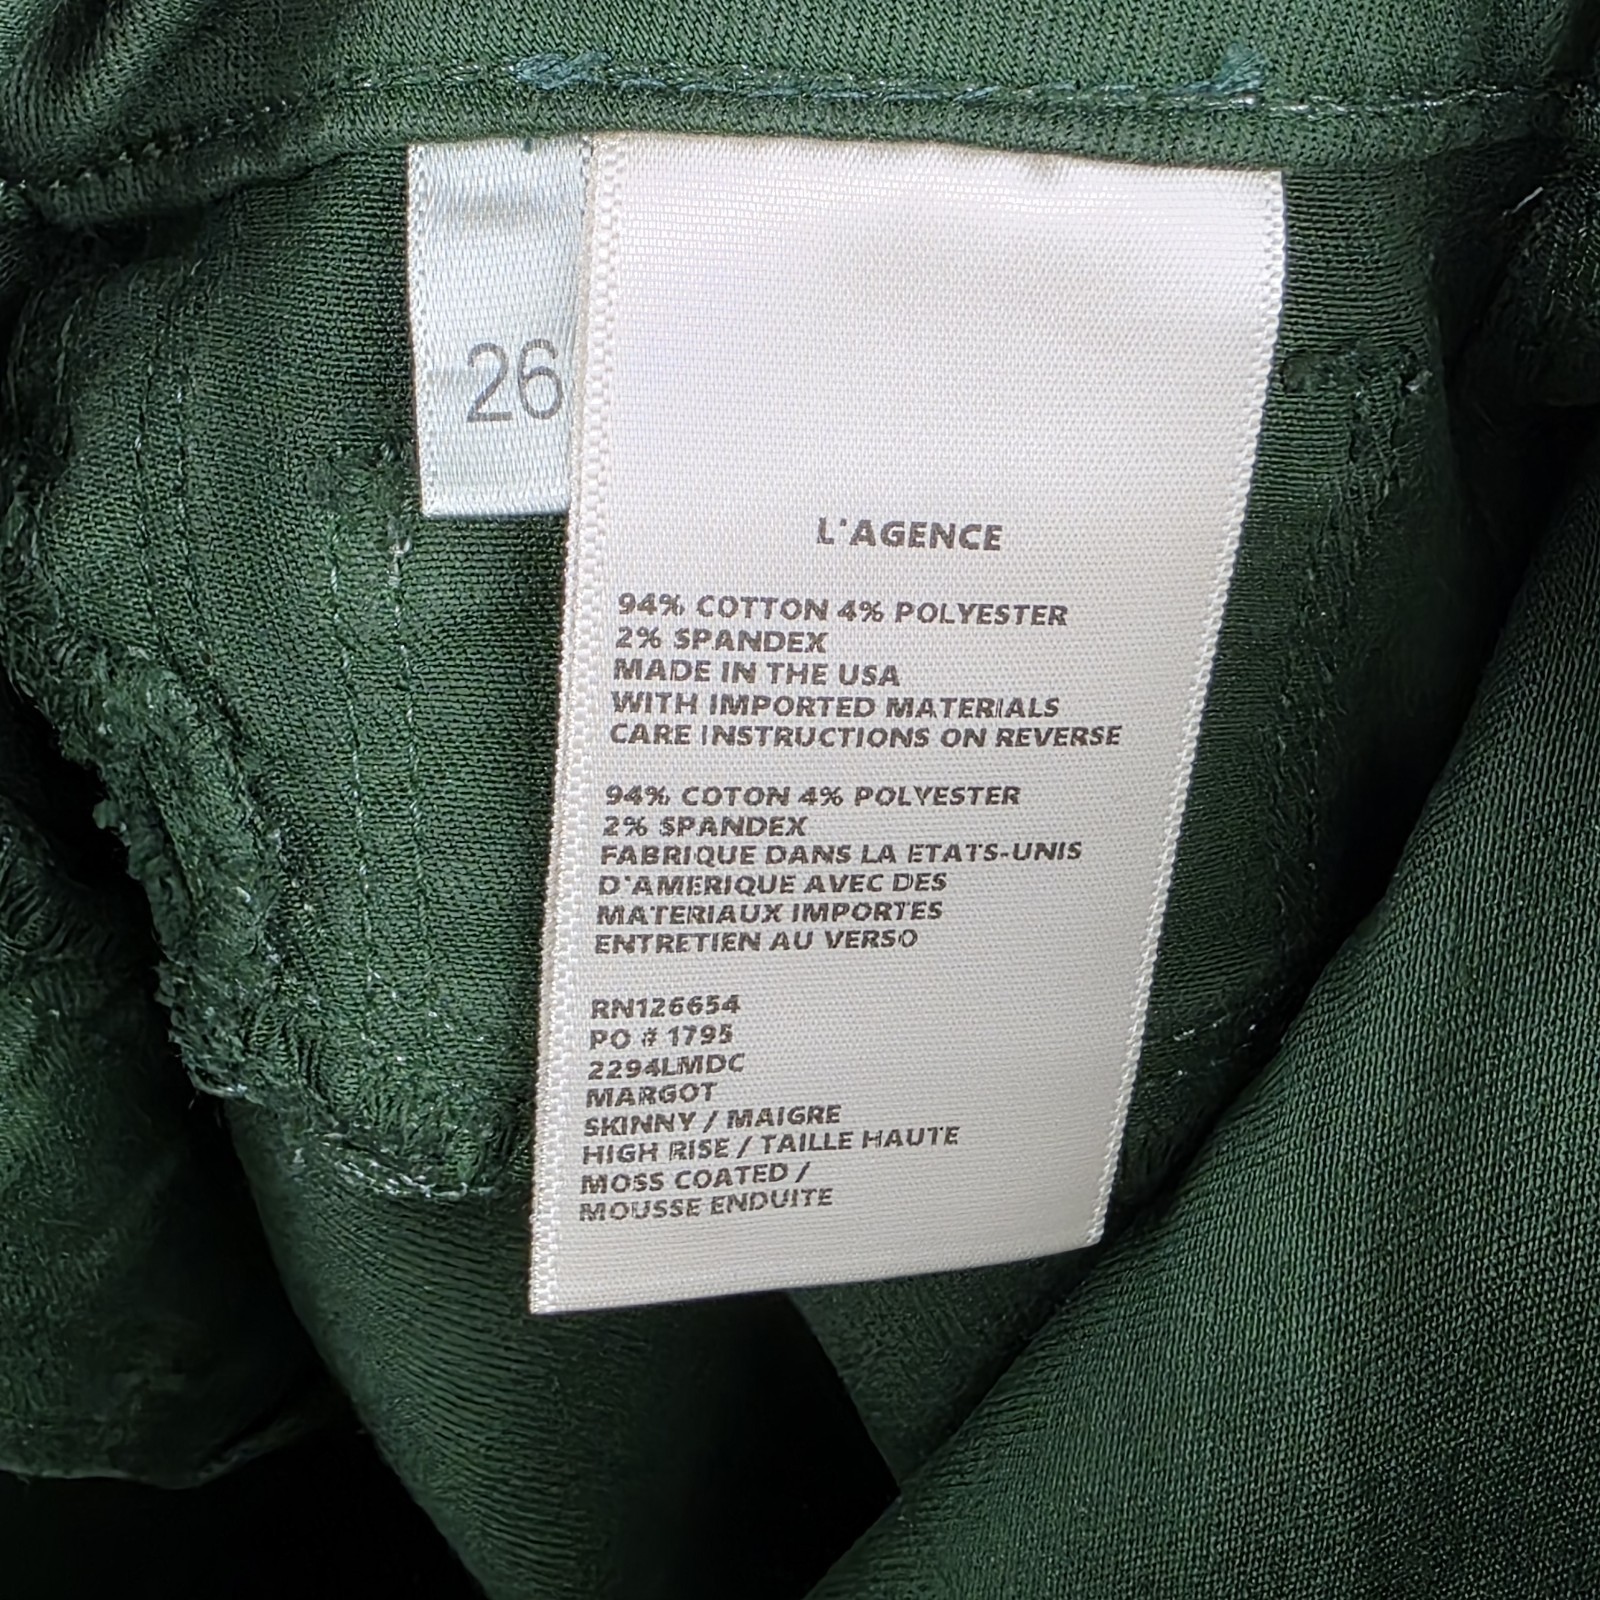 26
L'AGENCE
94% COTTON 4% POLYESTER
2% SPANDEX
MADE IN THE USA
WITH IMPORTED MATERIALS
CARE INSTRUCTIONS ON REVERSE
94% COTON 4% POLYESTER
2% SPANDEX
FABRIQUE DANS LA ETATS-UNIS
D'AMERIQUE AVEC DES
MATERIAUX IMPORTES
ENTRETIEN AU VERSO
RN126654
PO # 1795
2294LMDC
MARGOT
SKINNY / MAIGRE
HIGH RISE / TAILLE HAUTE
MOSS COATED /
MOUSSE ENDUITE